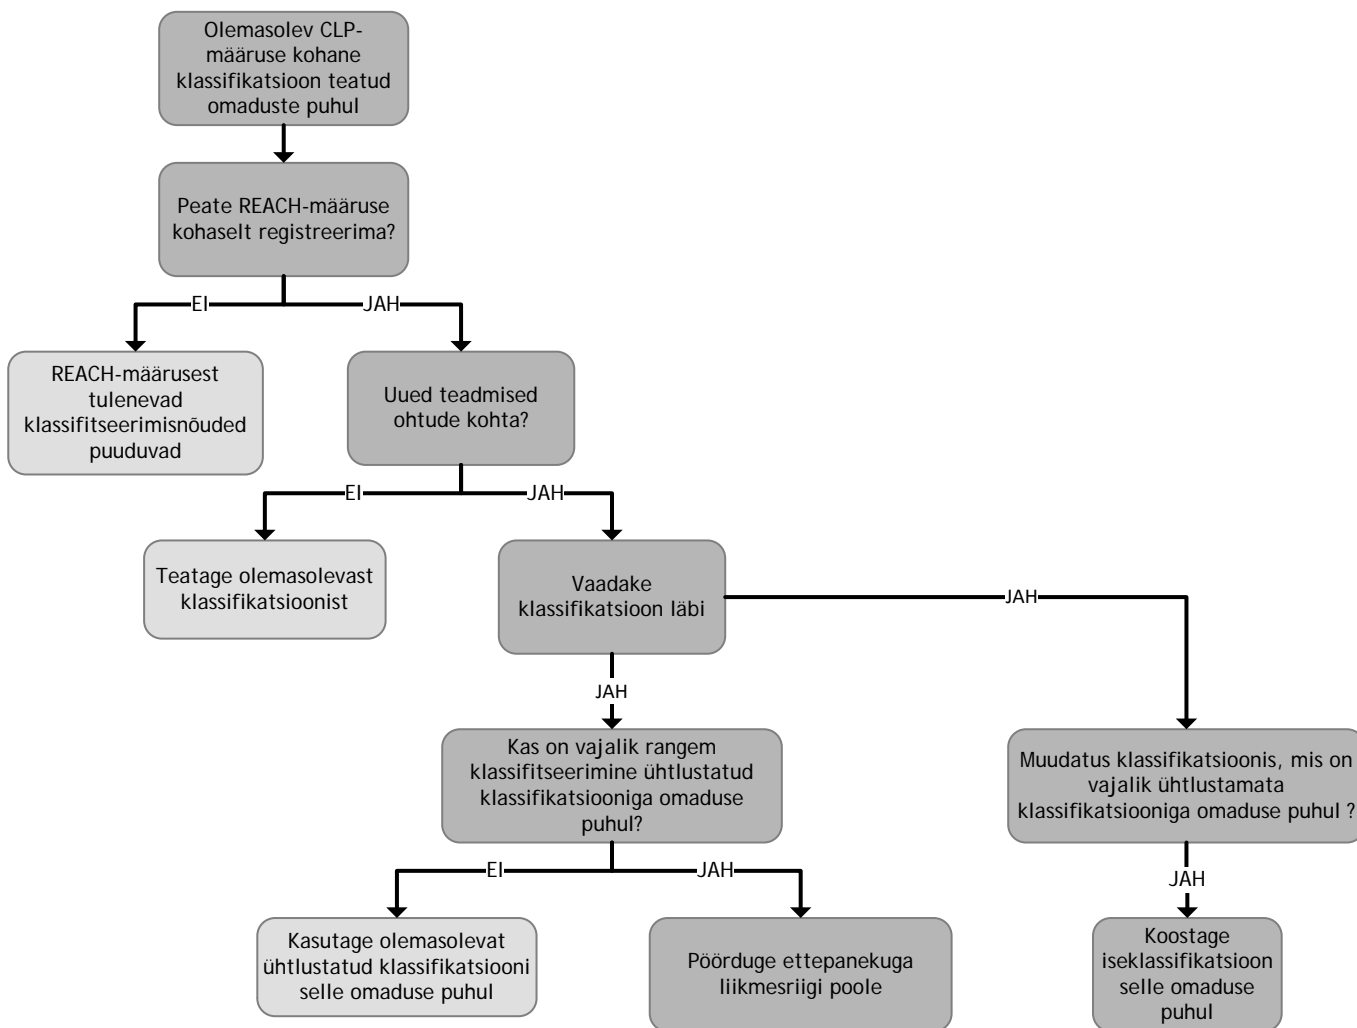 Olemasolev CLP-
määruse kohane
klassifikatsioon teatud
omaduste puhul
Peate REACH-määruse
kohaselt registreerima?
EI
JAH
REACH-määrusest
tulenevad
klassifitseerimisnõuded
puuduvad
Uued teadmised
ohtude kohta?
EI
JAH
Teatage olemasolevast
klassifikatsioonist
Vaadake
klassifikatsioon läbi
JAH
JAH
Kas on vajalik rangem
klassifitseerimine ühtlustatud
klassifikatsiooniga omaduse
puhul?
Muudatus klassifikatsioonis, mis on
vajalik ühtlustamata
klassifikatsiooniga omaduse puhul ?
EI
JAH
JAH
Kasutage olemasolevat
ühtlustatud klassifikatsiooni
selle omaduse puhul
Pöörduge ettepanekuga
liikmesriigi poole
Koostage
iseklassifikatsioon
selle omaduse
puhul